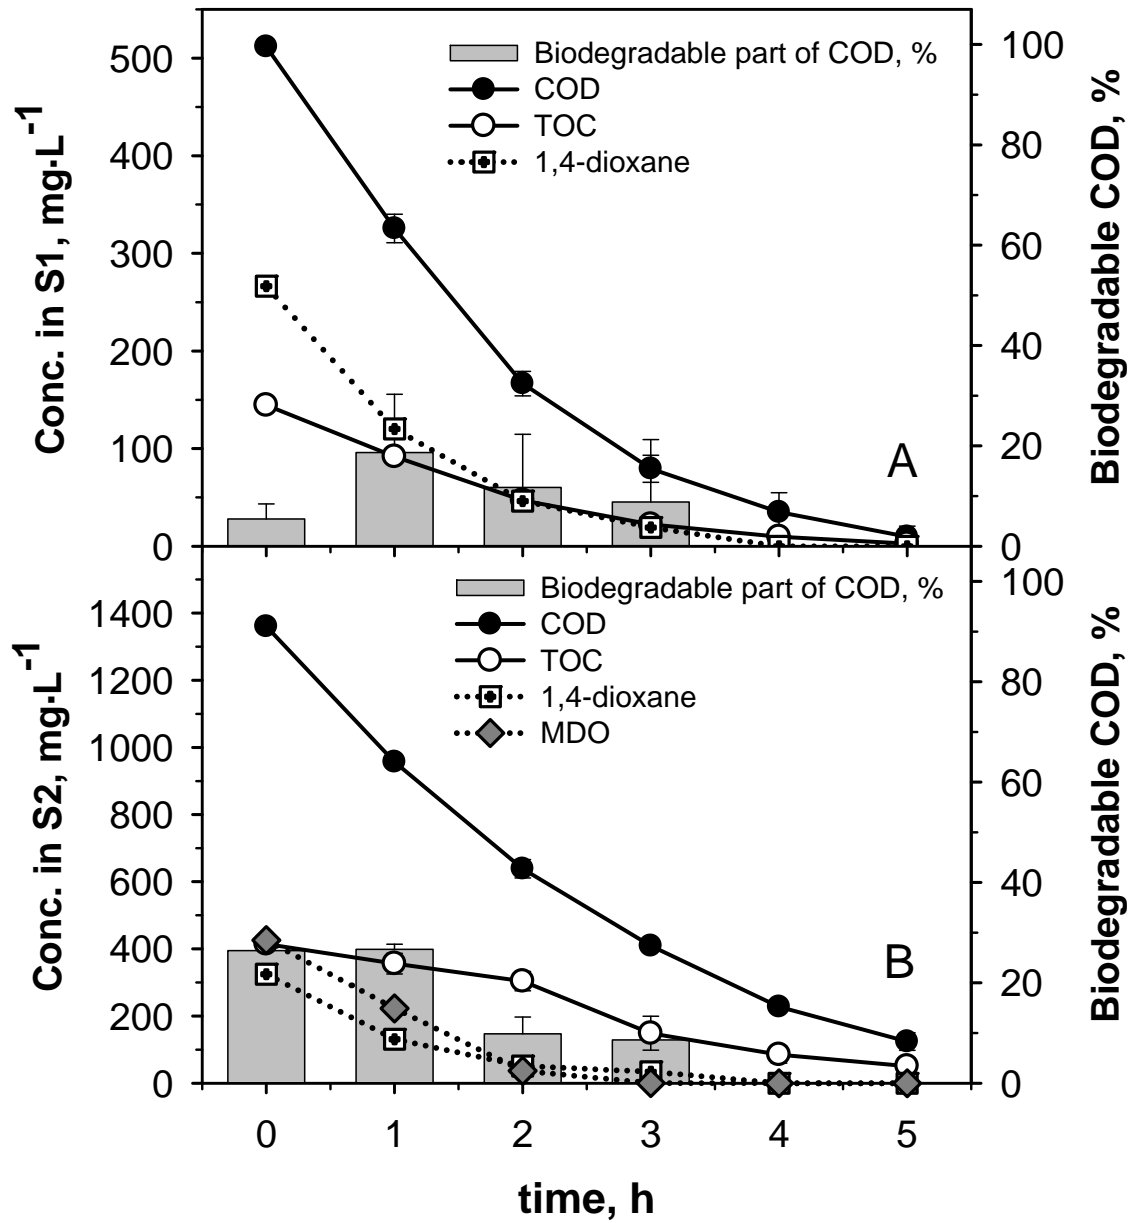 Conc. in S1, mg·L⁻¹
500
400
300
200
100
0
Biodegradable part of COD, %
COD
TOC
1,4-dioxane
A
100
80
60
40
20
0
Biodegradable COD, %
Conc. in S2, mg·L⁻¹
1400
1200
1000
800
600
400
200
0
Biodegradable part of COD, %
COD
TOC
1,4-dioxane
MDO
B
100
80
60
40
20
0
Biodegradable COD, %
0 1 2 3 4 5
time, h